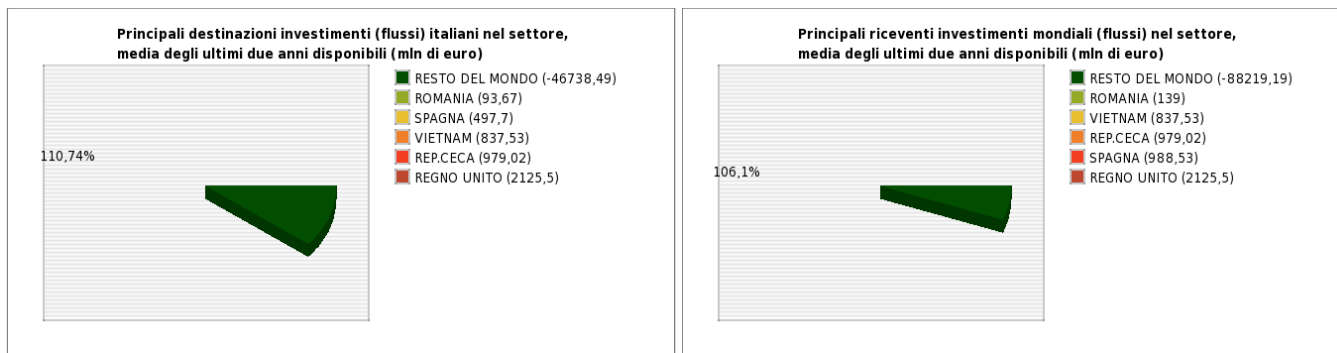 Principali destinazioni investimenti (flussi) italiani nel settore,
media degli ultimi due anni disponibili (mln di euro)
RESTO DEL MONDO (-46738,49)
ROMANIA (93,67)
SPAGNA (497,7)
VIETNAM (837,53)
REP.CECA (979,02)
REGNO UNITO (2125,5)
110,74%
Principali riceventi investimenti mondiali (flussi) nel settore,
media degli ultimi due anni disponibili (mln di euro)
RESTO DEL MONDO (-88219,19)
ROMANIA (139)
VIETNAM (837,53)
REP.CECA (979,02)
SPAGNA (988,53)
REGNO UNITO (2125,5)
106,1%